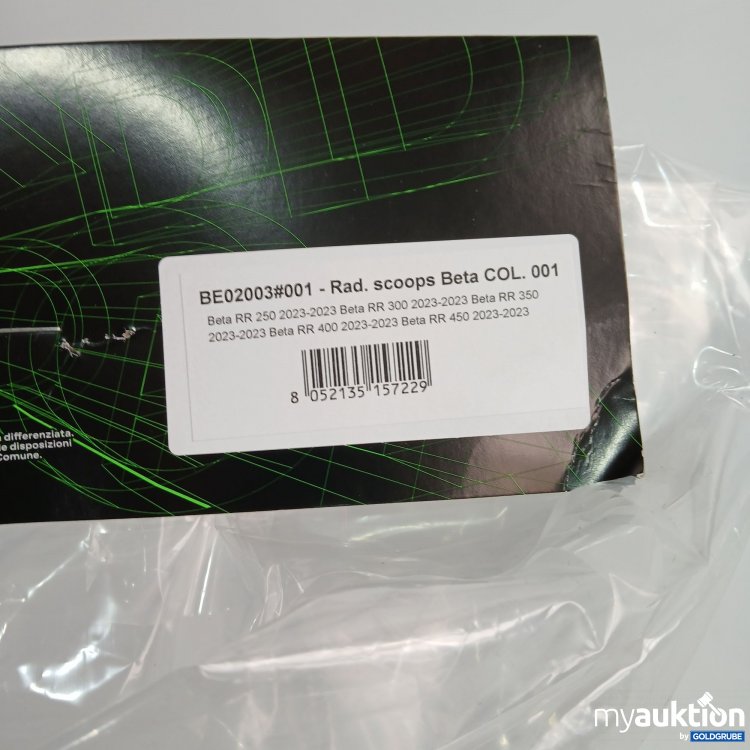 BE02003#001 - Rad. scoops Beta COL. 001
Beta RR 250 2023-2023 Beta RR 300 2023-2023 Beta RR 350
2023-2023 Beta RR 400 2023-2023 Beta RR 450 2023-2023
8 052135 157229
differenziata.
e disposizioni
Comune.
myauktion
by GOLDGRUBE